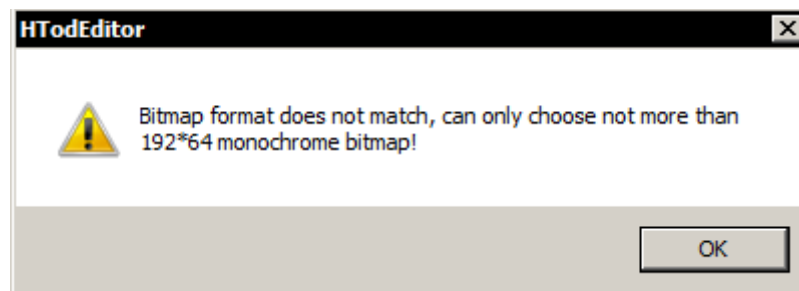 HTodEditor
Bitmap format does not match, can only choose not more than
192*64 monochrome bitmap!
OK